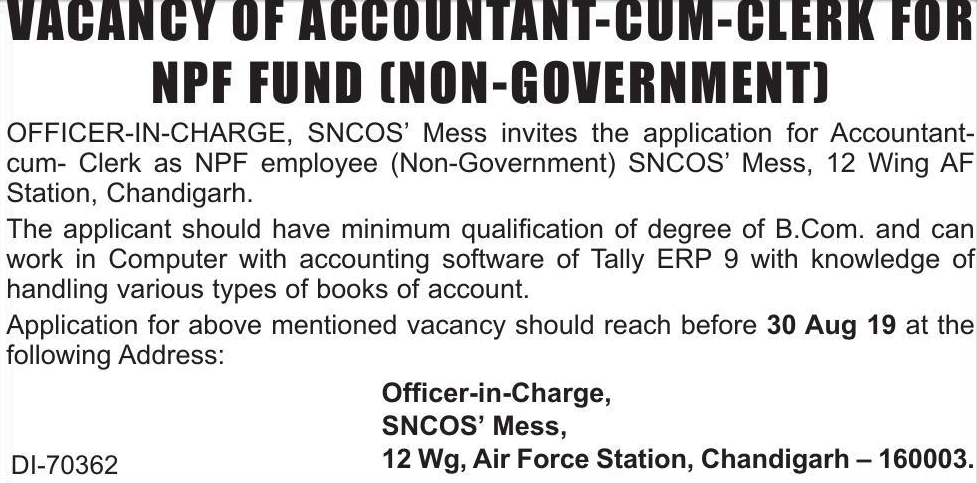 VACANCY OF ACCOUNTANT-CUM-CLERK FOR
NPF FUND (NON-GOVERNMENT)
OFFICER-IN-CHARGE, SNCOS’ Mess invites the application for Accountant-
cum- Clerk as NPF employee (Non-Government) SNCOS’ Mess, 12 Wing AF
Station, Chandigarh.
The applicant should have minimum qualification of degree of B.Com. and can
work in Computer with accounting software of Tally ERP 9 with knowledge of
handling various types of books of account.
Application for above mentioned vacancy should reach before 30 Aug 19 at the
following Address:
Officer-in-Charge,
SNCOS’ Mess,
12 Wg, Air Force Station, Chandigarh – 160003.
DI-70362